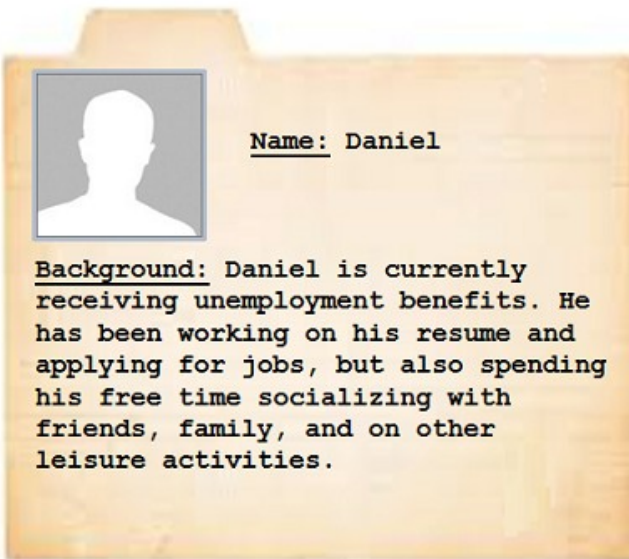 Name: Daniel
Background: Daniel is currently
receiving unemployment benefits. He
has been working on his resume and
applying for jobs, but also spending
his free time socializing with
friends, family, and on other
leisure activities.